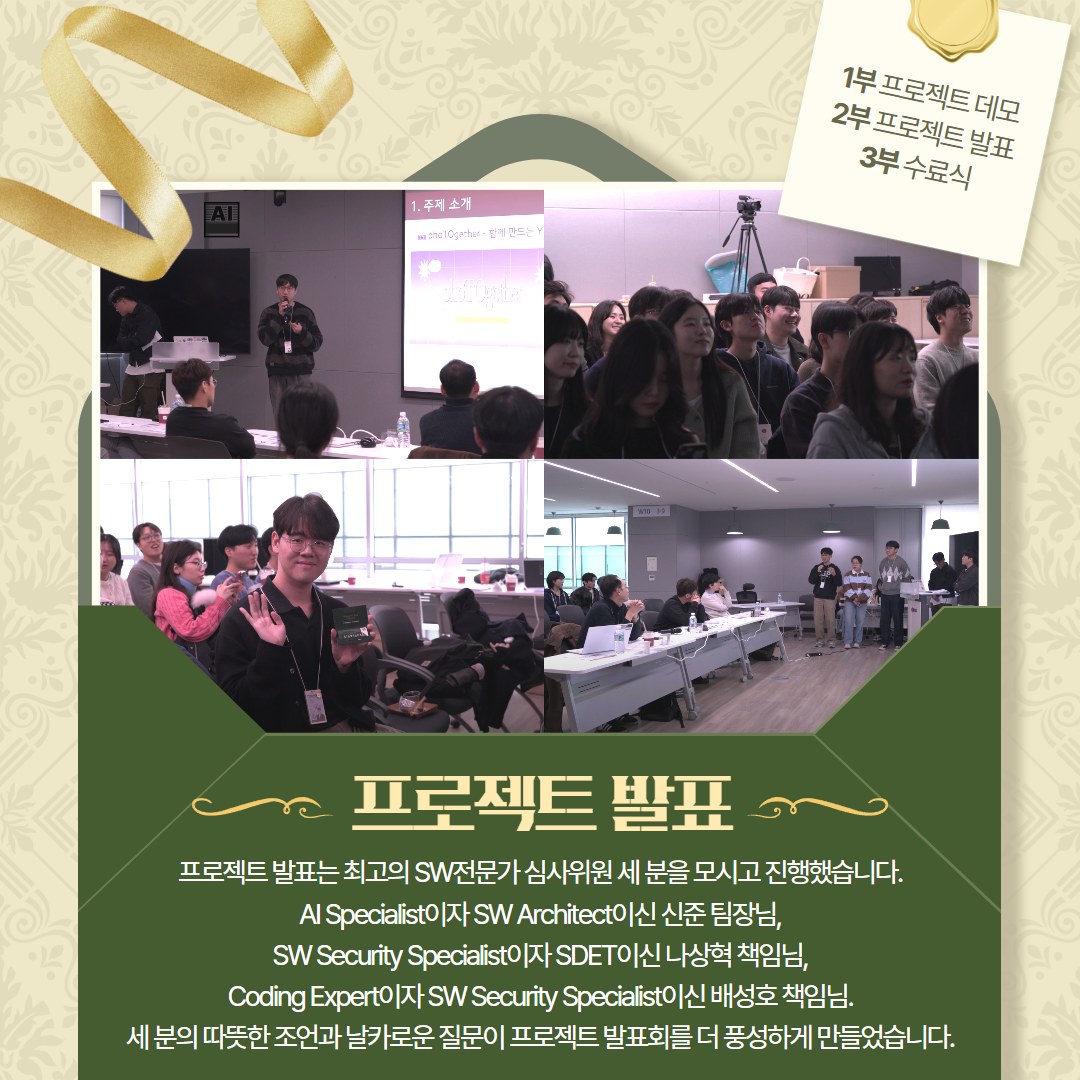 1부 프로젝트 데모
2부 프로젝트 발표
3부 수료식
AI
1. 주제 소개
phoTOgether - 함께 만드는 Y
프로젝트 발표
프로젝트 발표는 최고의 SW전문가 심사위원 세 분을 모시고 진행했습니다.
AI Specialist이자 SW Architect이신 신준 팀장님,
SW Security Specialist이자 SDET이신 나상혁 책임님,
Coding Expert이자 SW Security Specialist이신 배성호 책임님.
세 분의 따뜻한 조언과 날카로운 질문이 프로젝트 발표회를 더 풍성하게 만들었습니다.